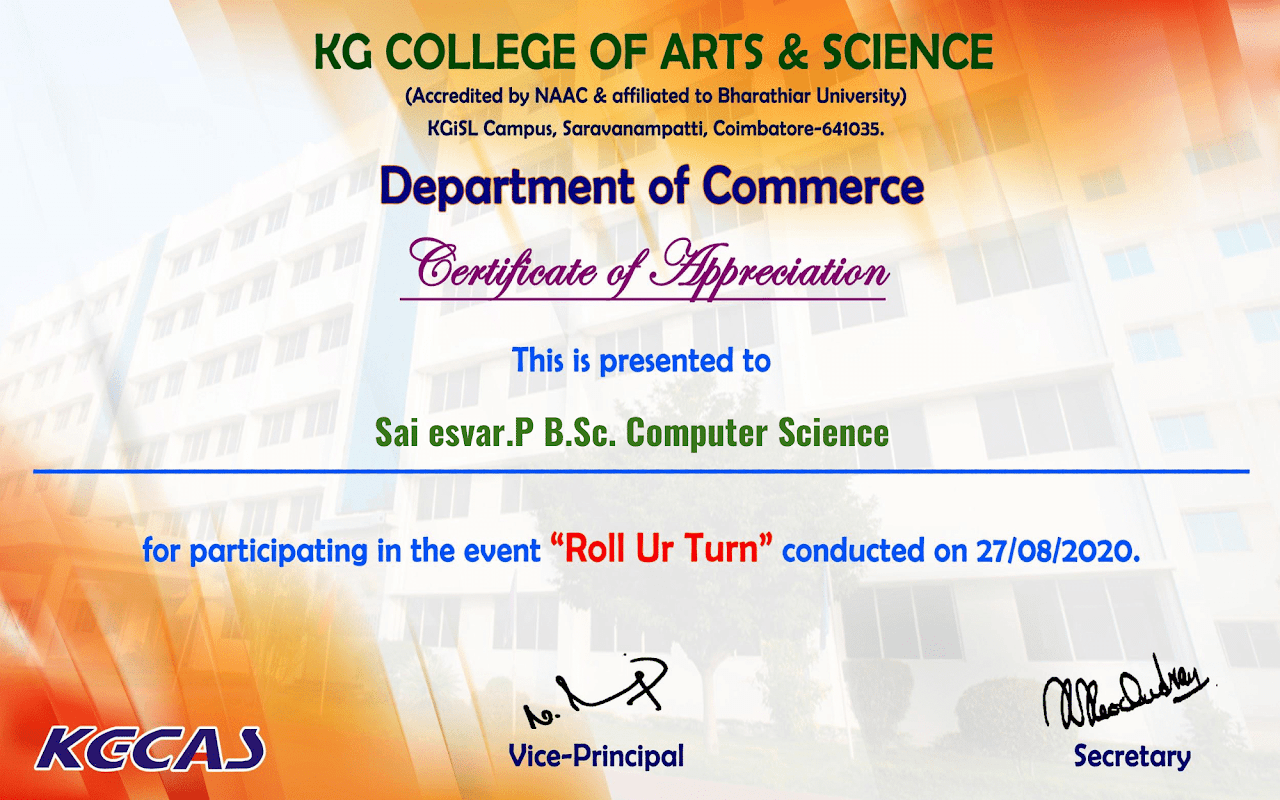 KG COLLEGE OF ARTS & SCIENCE
(Accredited by NAAC & affiliated to Bharathiar University)
KGiSL Campus, Saravanampatti, Coimbatore-641035.
Department of Commerce
Certificate of Appreciation
This is presented to
Sai esvar.P B.Sc. Computer Science
for participating in the event “Roll Ur Turn” conducted on 27/08/2020.
KGCAS
Vice-Principal
Secretary